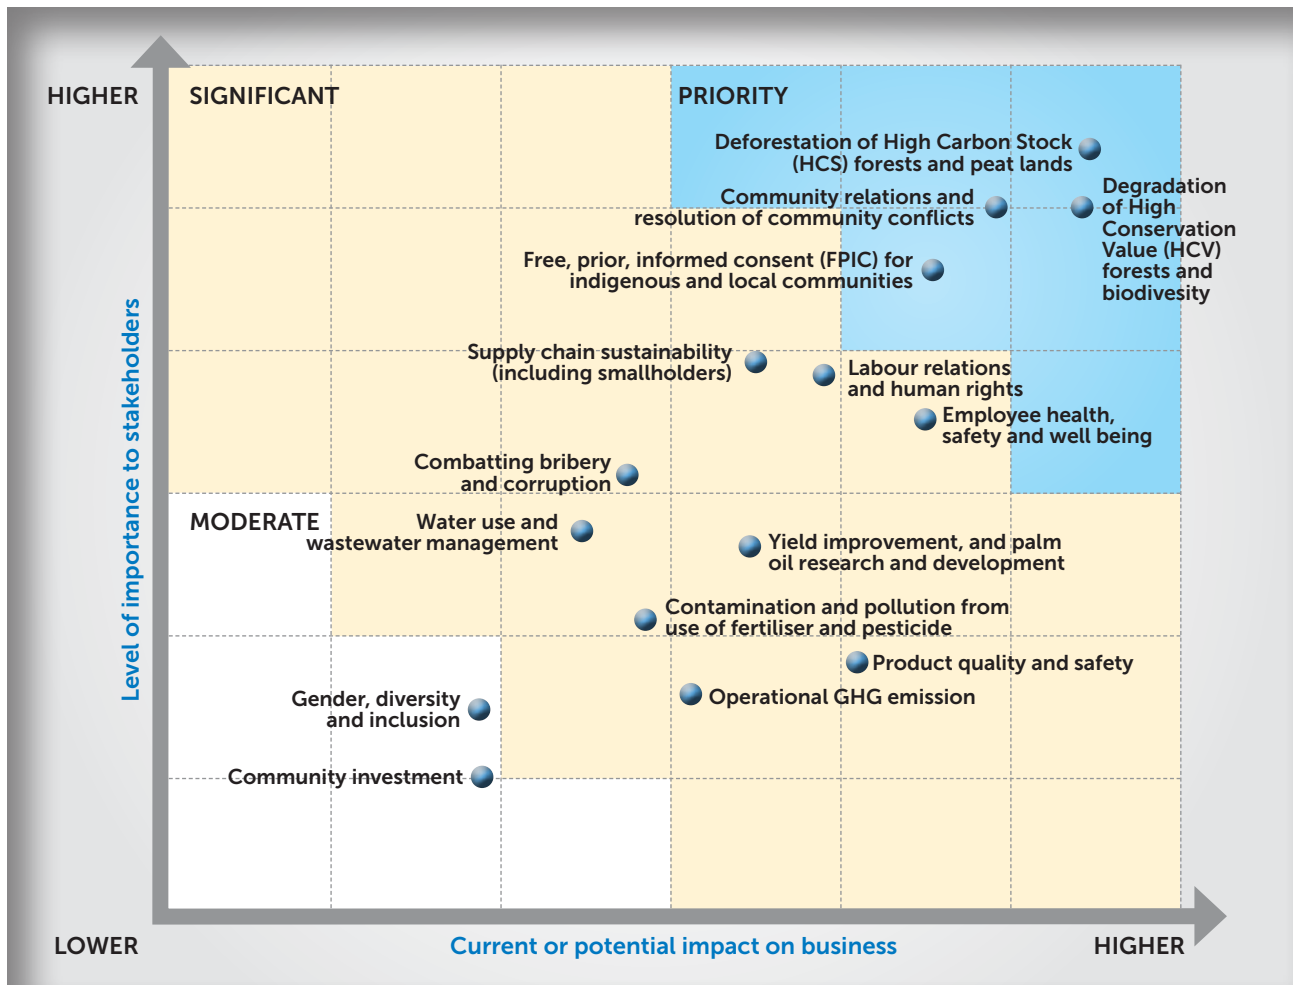 HIGHER
SIGNIFICANT
PRIORITY
Deforestation of High Carbon Stock
(HCS) forests and peat lands
Degradation
of High
Conservation
Value (HCV)
forests and
biodivesity
Community relations and
resolution of community conflicts
Free, prior, informed consent (FPIC) for
indigenous and local communities
Supply chain sustainability
(including smallholders)
Labour relations
and human rights
Employee health,
safety and well being
Combatting bribery
and corruption
MODERATE
Water use and
wastewater management
Yield improvement, and palm
oil research and development
Contamination and pollution from
use of fertiliser and pesticide
Product quality and safety
Operational GHG emission
Gender, diversity
and inclusion
Community investment
Level of importance to stakeholders
LOWER
Current or potential impact on business
HIGHER